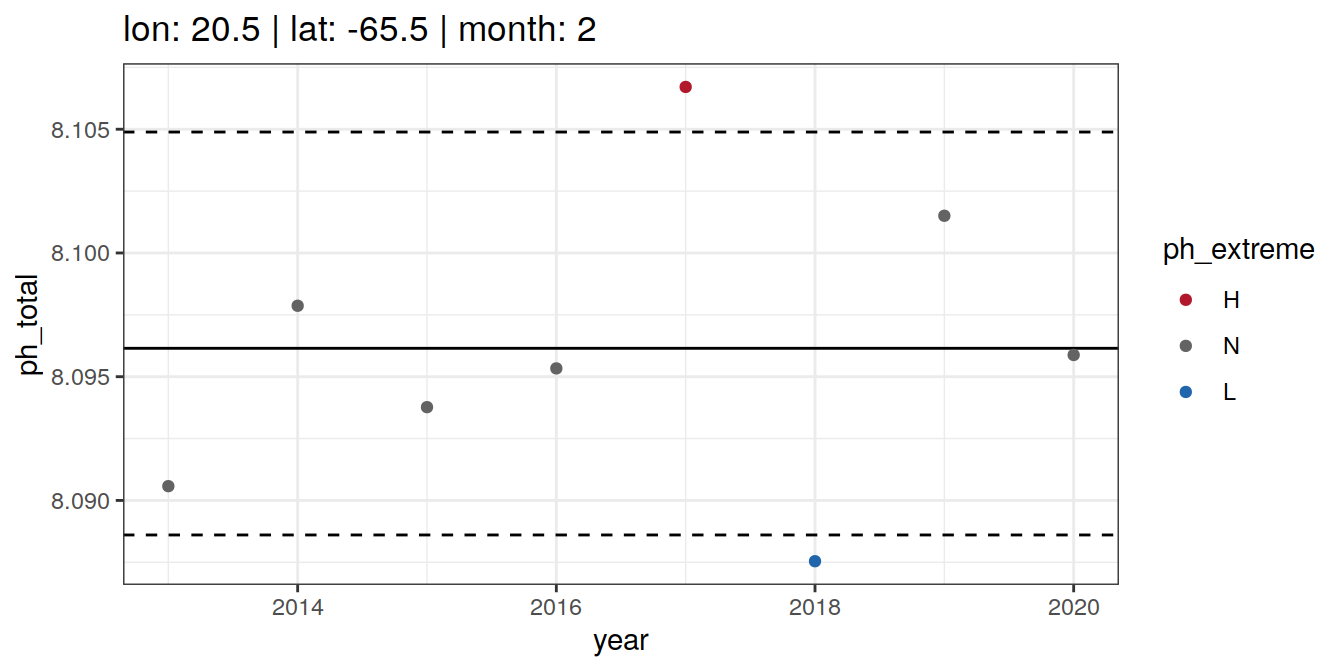 lon: 20.5 | lat: -65.5 | month: 2
8.105
8.100
8.095
8.090
ph_total
2014
2016
2018
2020
year
ph_extreme
H
N
L